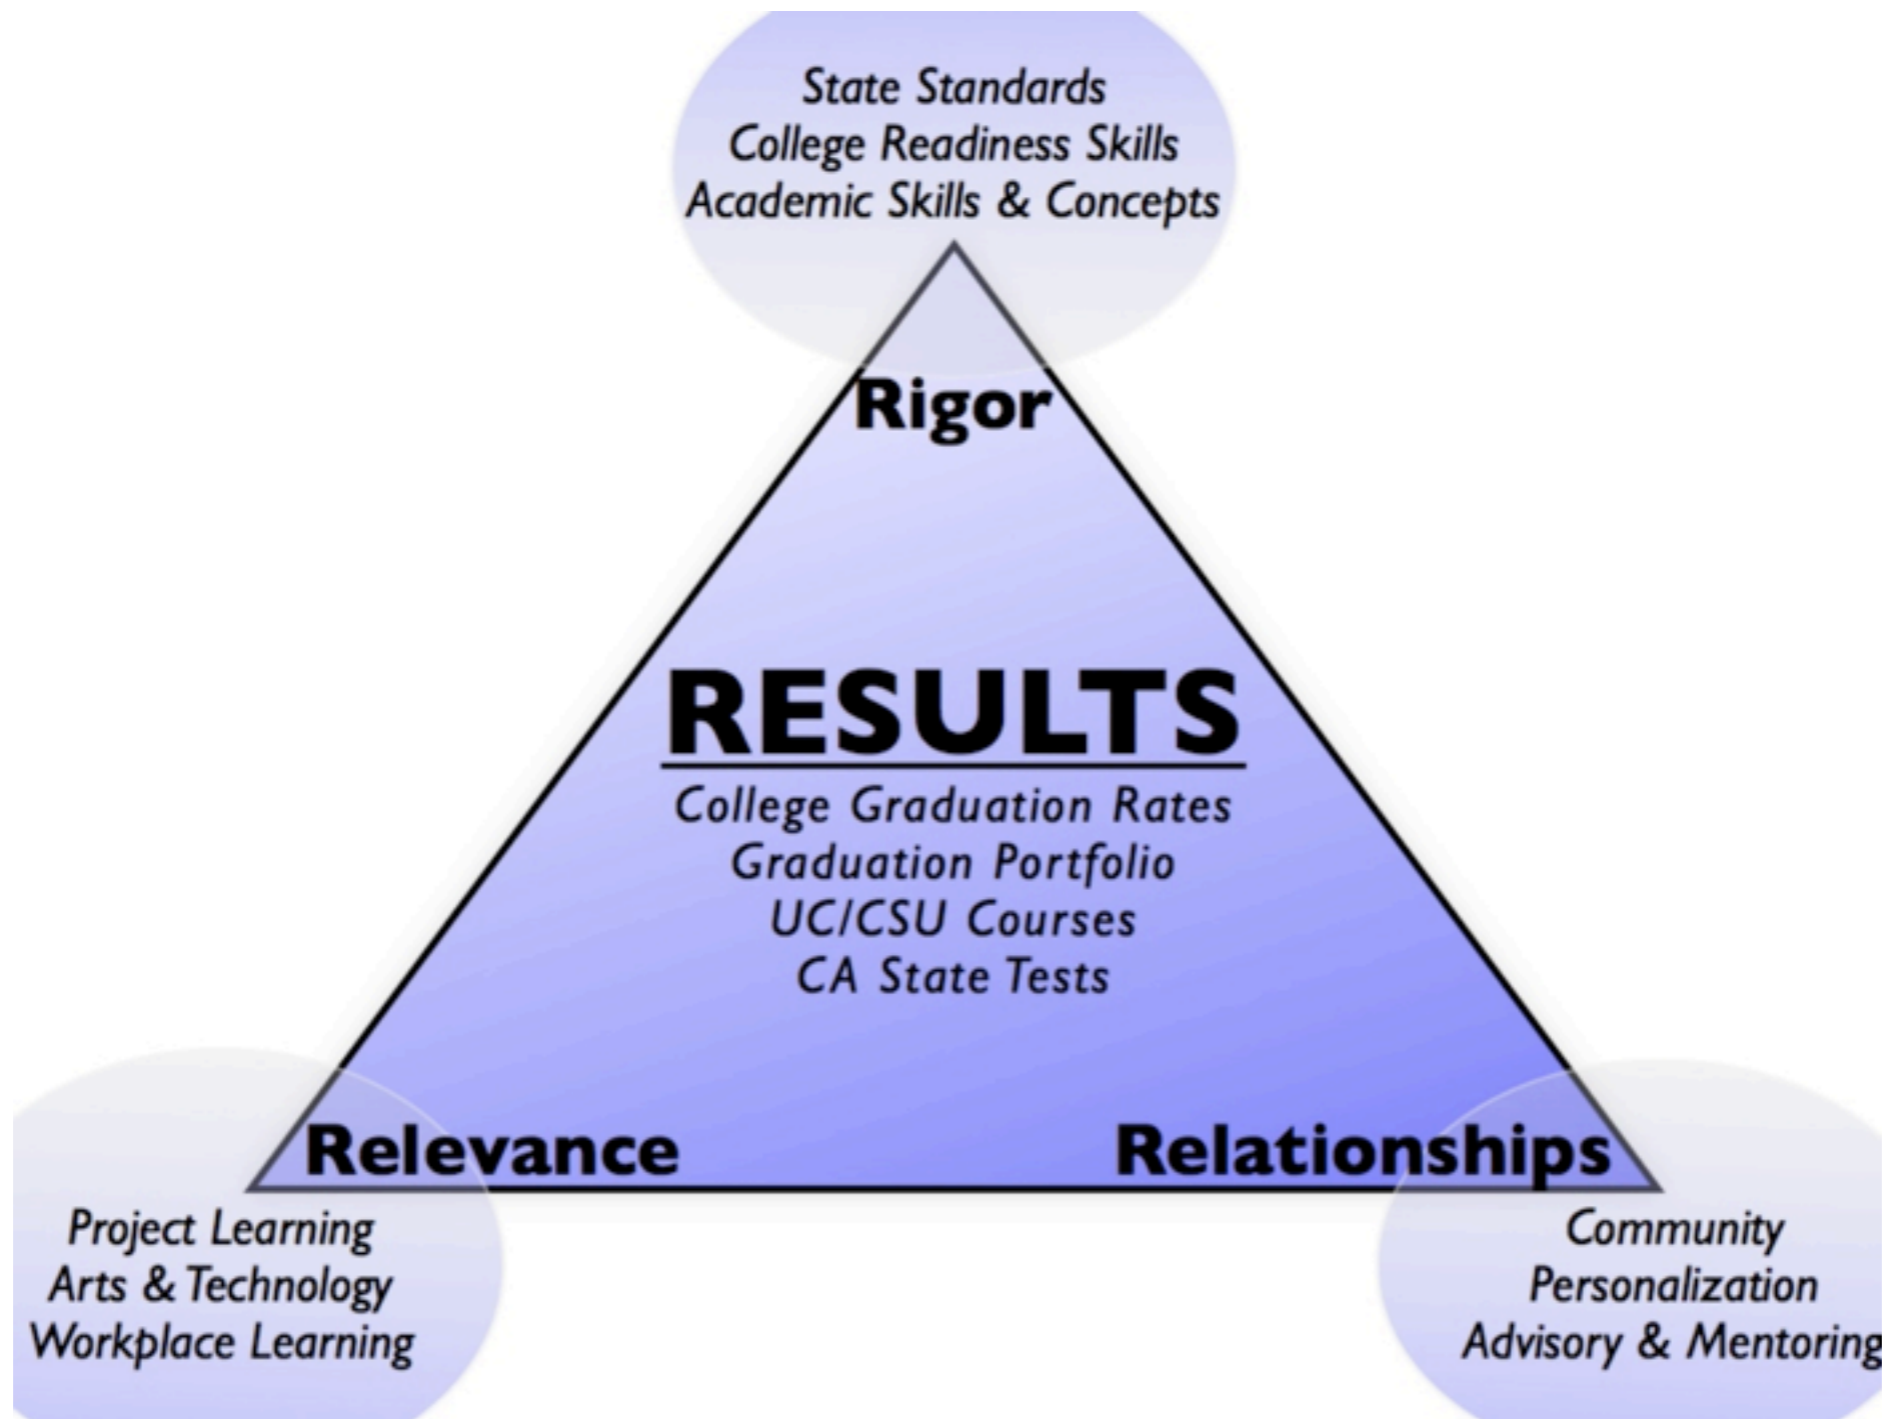 State Standards
College Readiness Skills
Academic Skills & Concepts
Rigor
RESULTS
College Graduation Rates
Graduation Portfolio
UC/CSU Courses
CA State Tests
Relevance
Relationships
Project Learning
Arts & Technology
Workplace Learning
Community
Personalization
Advisory & Mentoring